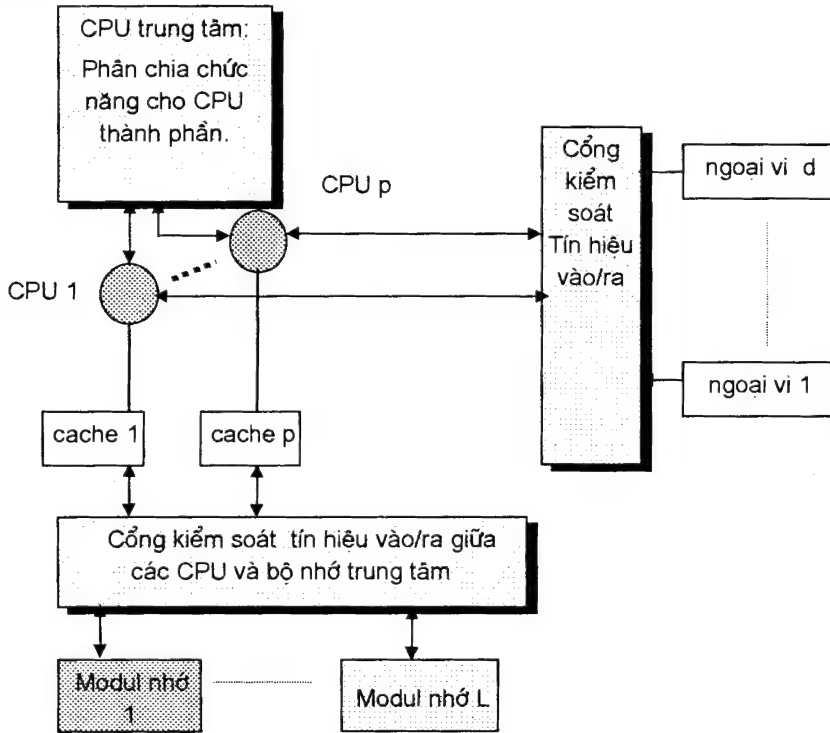 CPU trung tâm:
Phân chia chức
năng cho CPU
thành phần.
CPU p
CPU 1
Cổng
kiểm
soát
Tín hiệu
vào/ra
ngoại vi d
ngoại vi 1
cache 1
cache p
Cổng kiểm soát tín hiệu vào/ra giữa
các CPU và bộ nhớ trung tâm
Modul nhớ
1
Modul nhớ L